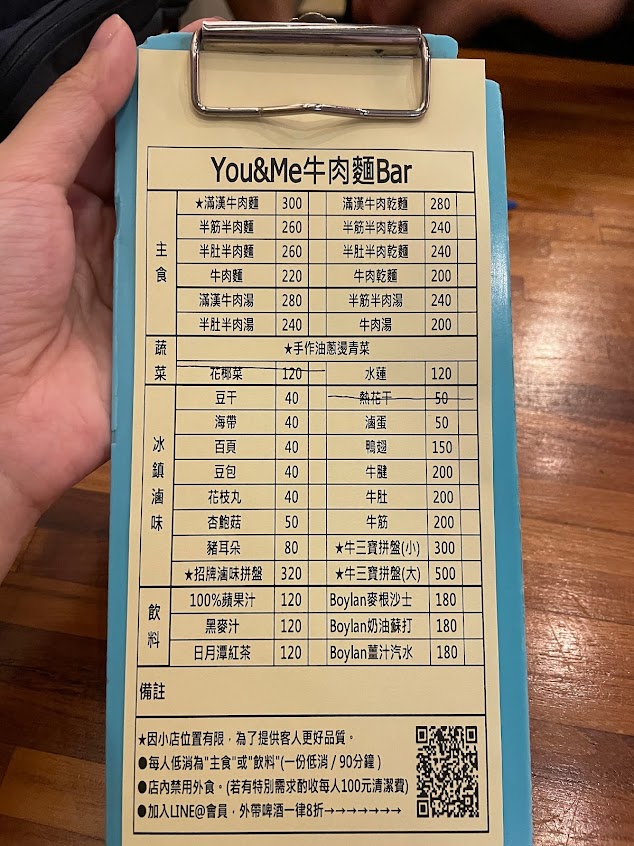 You&Me牛肉麵Bar
主食
★滿漢牛肉麵 300 滿漢牛肉乾麵 280
半筋半肉麵 260 半筋半肉乾麵 240
半肚半肉麵 260 半肚半肉乾麵 240
牛肉麵 220 牛肉乾麵 200
滿漢牛肉湯 280 半筋半肉湯 240
半肚半肉湯 240 牛肉湯 200
蔬菜
★手作油蔥燙青菜
花椰菜 120 水蓮 120
冰鎮滷味
豆干 40 熱花干 50
海帶 40 滷蛋 50
百頁 40 鴨翅 150
豆包 40 牛腱 200
花枝丸 40 牛肚 200
杏鮑菇 50 牛筋 200
豬耳朵 80 ★牛三寶拼盤(小) 300
★招牌滷味拼盤 320 ★牛三寶拼盤(大) 500
飲料
100%蘋果汁 120 Boylan麥根沙士 180
黑麥汁 120 Boylan奶油蘇打 180
日月潭紅茶 120 Boylan薑汁汽水 180
備註
★因小店位置有限，為了提供客人更好品質。
●每人低消為"主食"或"飲料"(一份低消 / 90分鐘 )
●店內禁用外食。(若有特別需求酌收每人100元清潔費)
●加入LINE@會員，外帶啤酒一律8折→→→→→→→